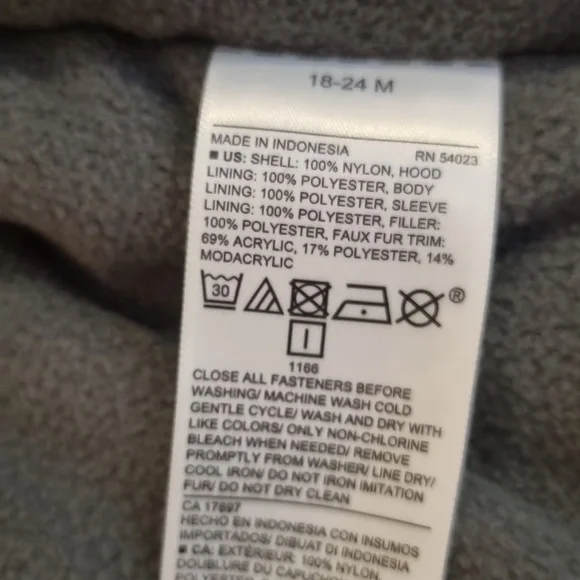 18-24 M
MADE IN INDONESIA RN 54023
■ US: SHELL: 100% NYLON, HOOD
LINING: 100% POLYESTER, BODY
LINING: 100% POLYESTER, SLEEVE
LINING: 100% POLYESTER, FILLER:
100% POLYESTER, FAUX FUR TRIM:
69% ACRYLIC, 17% POLYESTER, 14%
MODACRYLIC
30 ®
1166
CLOSE ALL FASTENERS BEFORE
WASHING/ MACHINE WASH COLD
GENTLE CYCLE/ WASH AND DRY WITH
LIKE COLORS/ ONLY NON-CHLORINE
BLEACH WHEN NEEDED/ REMOVE
PROMPTLY FROM WASHER/ LINE DRY/
COOL IRON/ DO NOT IRON IMITATION
FUR/ DO NOT DRY CLEAN
CA 17897
HECHO EN INDONESIA CON INSUMOS
IMPORTADOS/ DIBUAT DI INDONESIA
■ CA: EXTÉRIEUR: 100% NYLON,
DOUBLURE DU